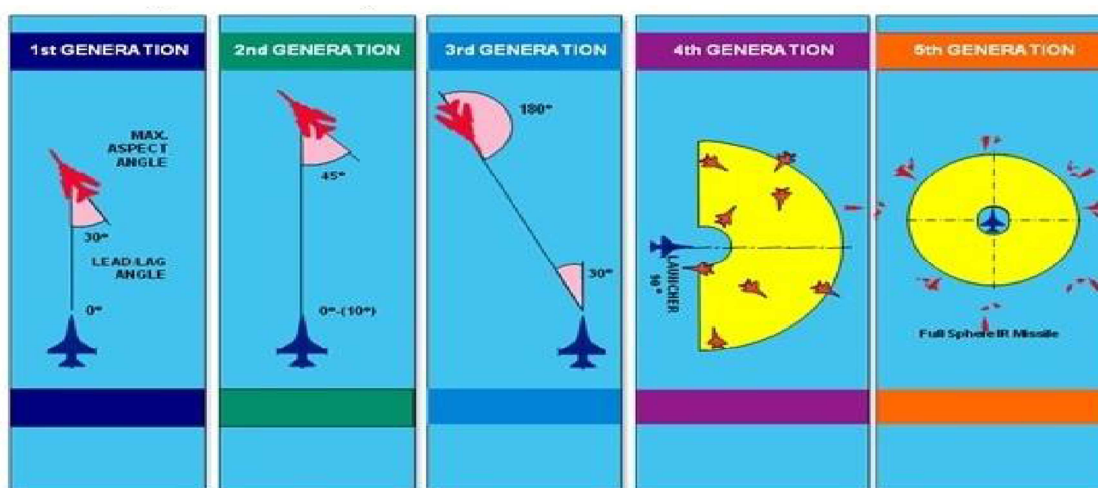 1st GENERATION
MAX.
ASPECT
ANGLE
30°
LEAD/LAG
ANGLE
0°
2nd GENERATION
45°
0°-(10°)
3rd GENERATION
180°
30°
4th GENERATION
LAUNCHER
90°
5th GENERATION
Full Sphere IR Missile